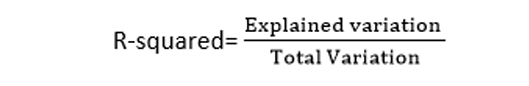 R-squared= Explained variation
Total Variation